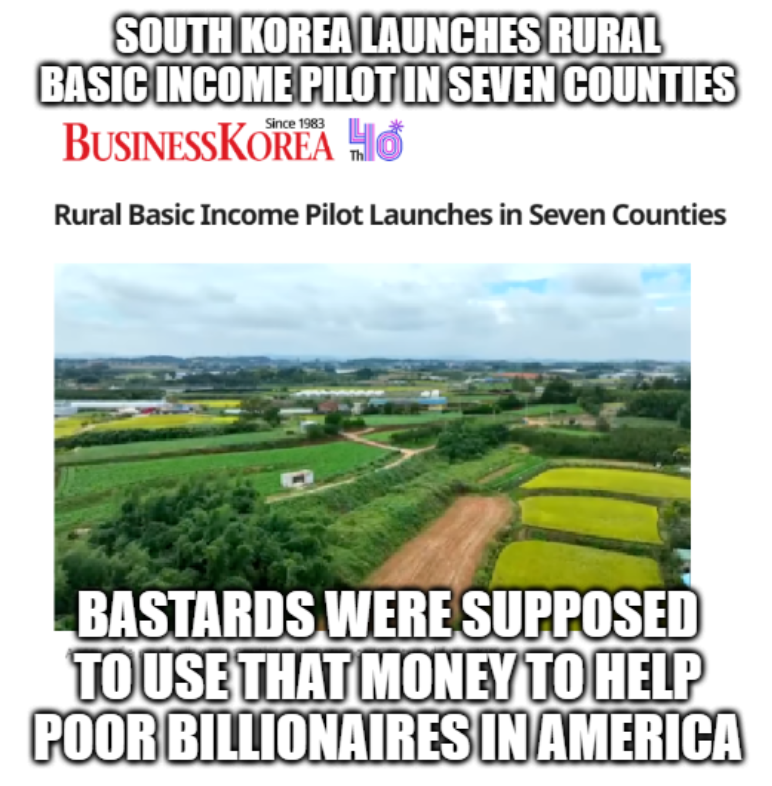 SOUTH KOREA LAUNCHES RURAL
BASIC INCOME PILOT IN SEVEN COUNTIES
Since 1983
BUSINESSKOREA 40
Th
Rural Basic Income Pilot Launches in Seven Counties
BASTARDS WERE SUPPOSED
TO USE THAT MONEY TO HELP
POOR BILLIONAIRES IN AMERICA